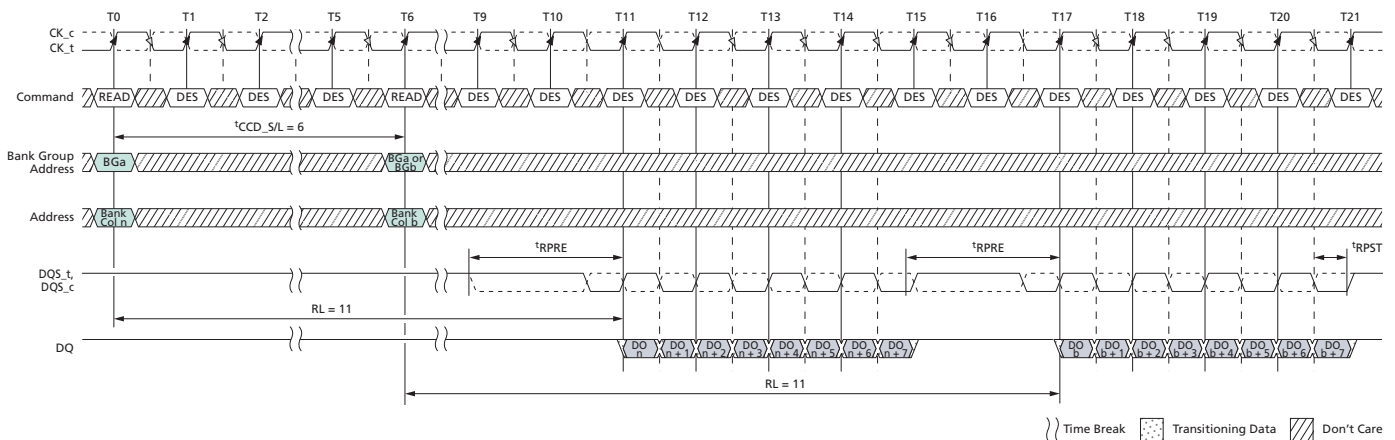 T0 T1 T2 T5 T6 T9 T10 T11 T12 T13 T14 T15 T16 T17 T18 T19 T20 T21
CK_c
CK_t
Command READ DES DES DES READ DES DES DES DES DES DES DES DES DES DES DES DES DES
tCCD_S/L = 6
Bank Group
Address
BGa
BGa or
BGb
Address
Bank
Col n
Bank
Col b
tRPRE tRPRE tRPST
DQS_t,
DQS_c
RL = 11
DQ
DO
n
DO
n + 1
DO
n + 2
DO
n + 3
DO
n + 4
DO
n + 5
DO
n + 6
DO
n + 7
DO
b
DO
b + 1
DO
b + 2
DO
b + 3
DO
b + 4
DO
b + 5
DO
b + 6
DO
b + 7
RL = 11
Time Break Transitioning Data Don't Care